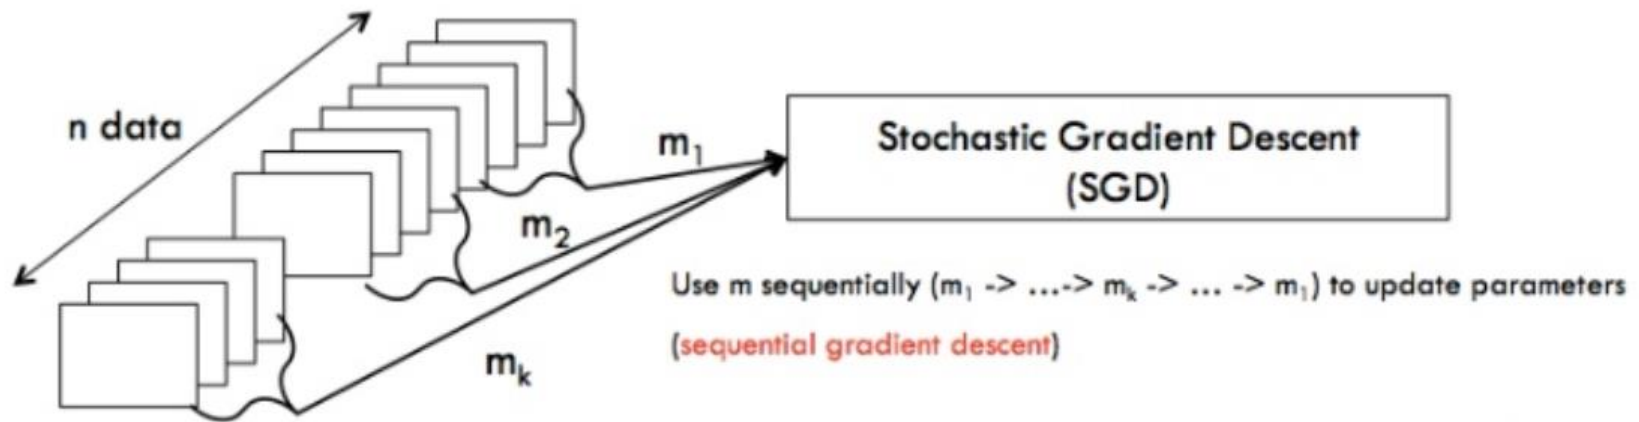 n data
m₁
m₂
mₖ
Stochastic Gradient Descent
(SGD)
Use m sequentially (m₁ -> ...-> mₖ -> ... -> m₁) to update parameters
(sequential gradient descent)